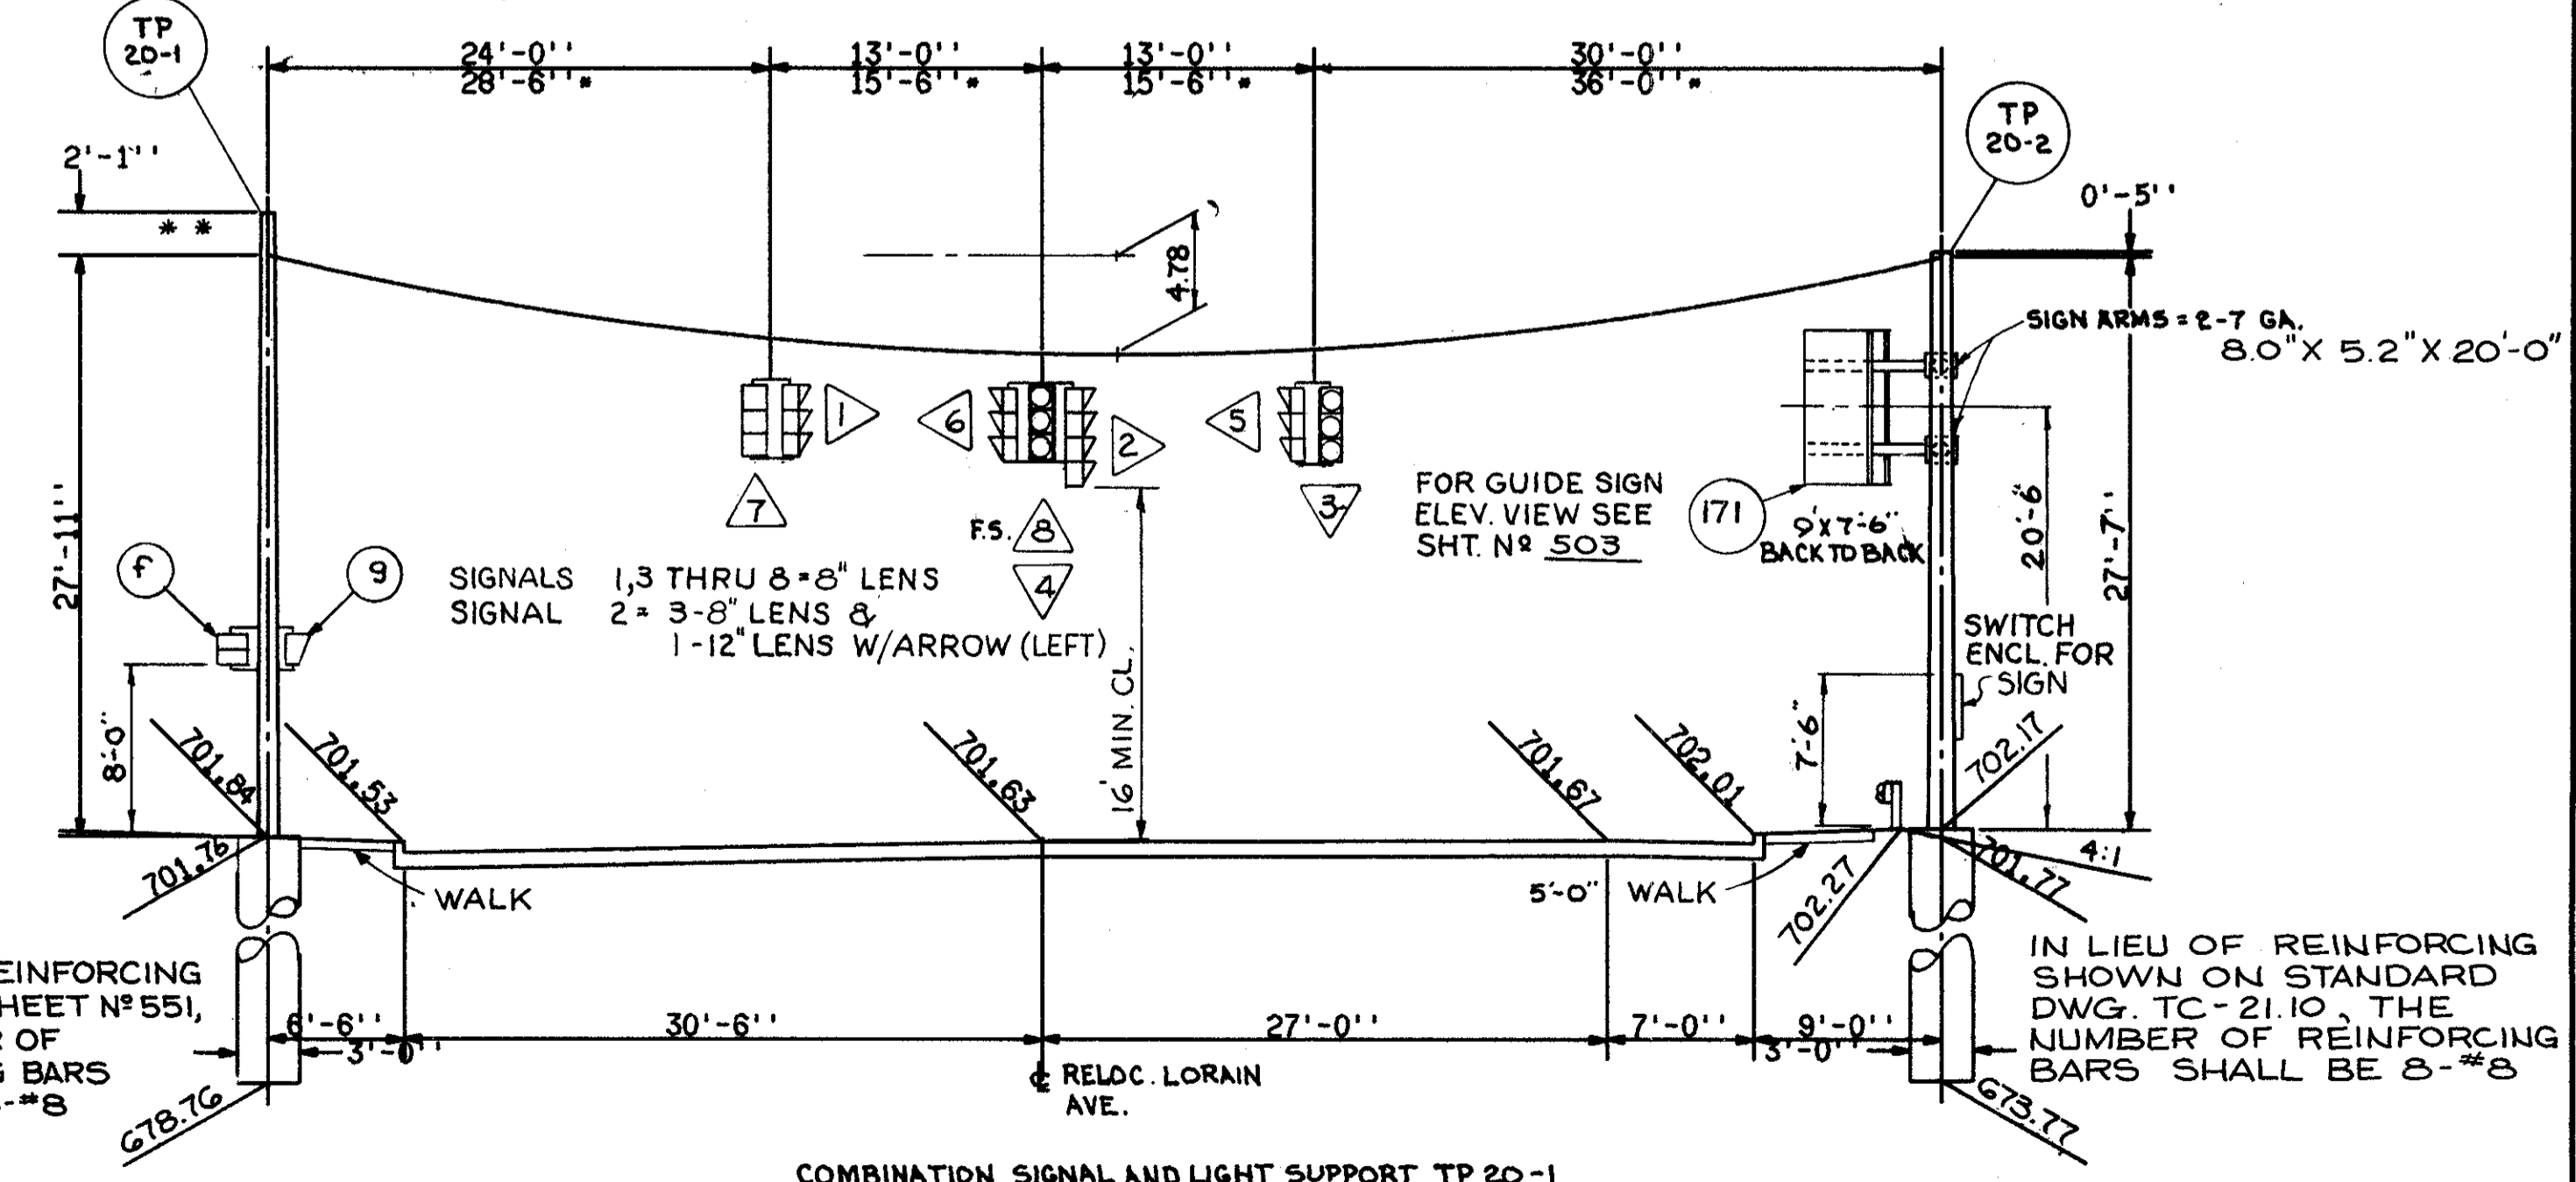 TP
20-1
24'-0''
28'-6''*
13'-0''
15'-6''*
13'-0''
15'-6''*
30'-0''
36'-0''*
TP
20-2
2'-1''
* *
0'-5''
4.78
SIGN ARMS = 2-7 GA.
8.0" X 5.2" X 20'-0"
1
6
2
5
7
F.S. 8
4
3
FOR GUIDE SIGN
ELEV. VIEW SEE
SHT. Nº 503
171
9'X7'-6"
BACK TO BACK
20'-6"
27'-7''
27'-11''
f
9
SIGNALS 1,3 THRU 8 = 8" LENS
SIGNAL 2 = 3-8" LENS &
1-12" LENS W/ARROW (LEFT)
16' MIN. CL.
SWITCH
ENCL. FOR
SIGN
8'-0"
7'-6"
701.84
701.53
701.63
701.67
702.01
702.17
701.76
WALK
5'-0" WALK
702.27
701.77
4:1
EINFORCING
HEET Nº 551,
R OF
G BARS
-#8
6'-6''
3'-0''
30'-6''
27'-0''
7'-0''
9'-0''
3'-0''
℄ RELOC. LORAIN
AVE.
IN LIEU OF REINFORCING
SHOWN ON STANDARD
DWG. TC-21.10, THE
NUMBER OF REINFORCING
BARS SHALL BE 8-#8
678.76
673.77
COMBINATION SIGNAL AND LIGHT SUPPORT TP 20-1